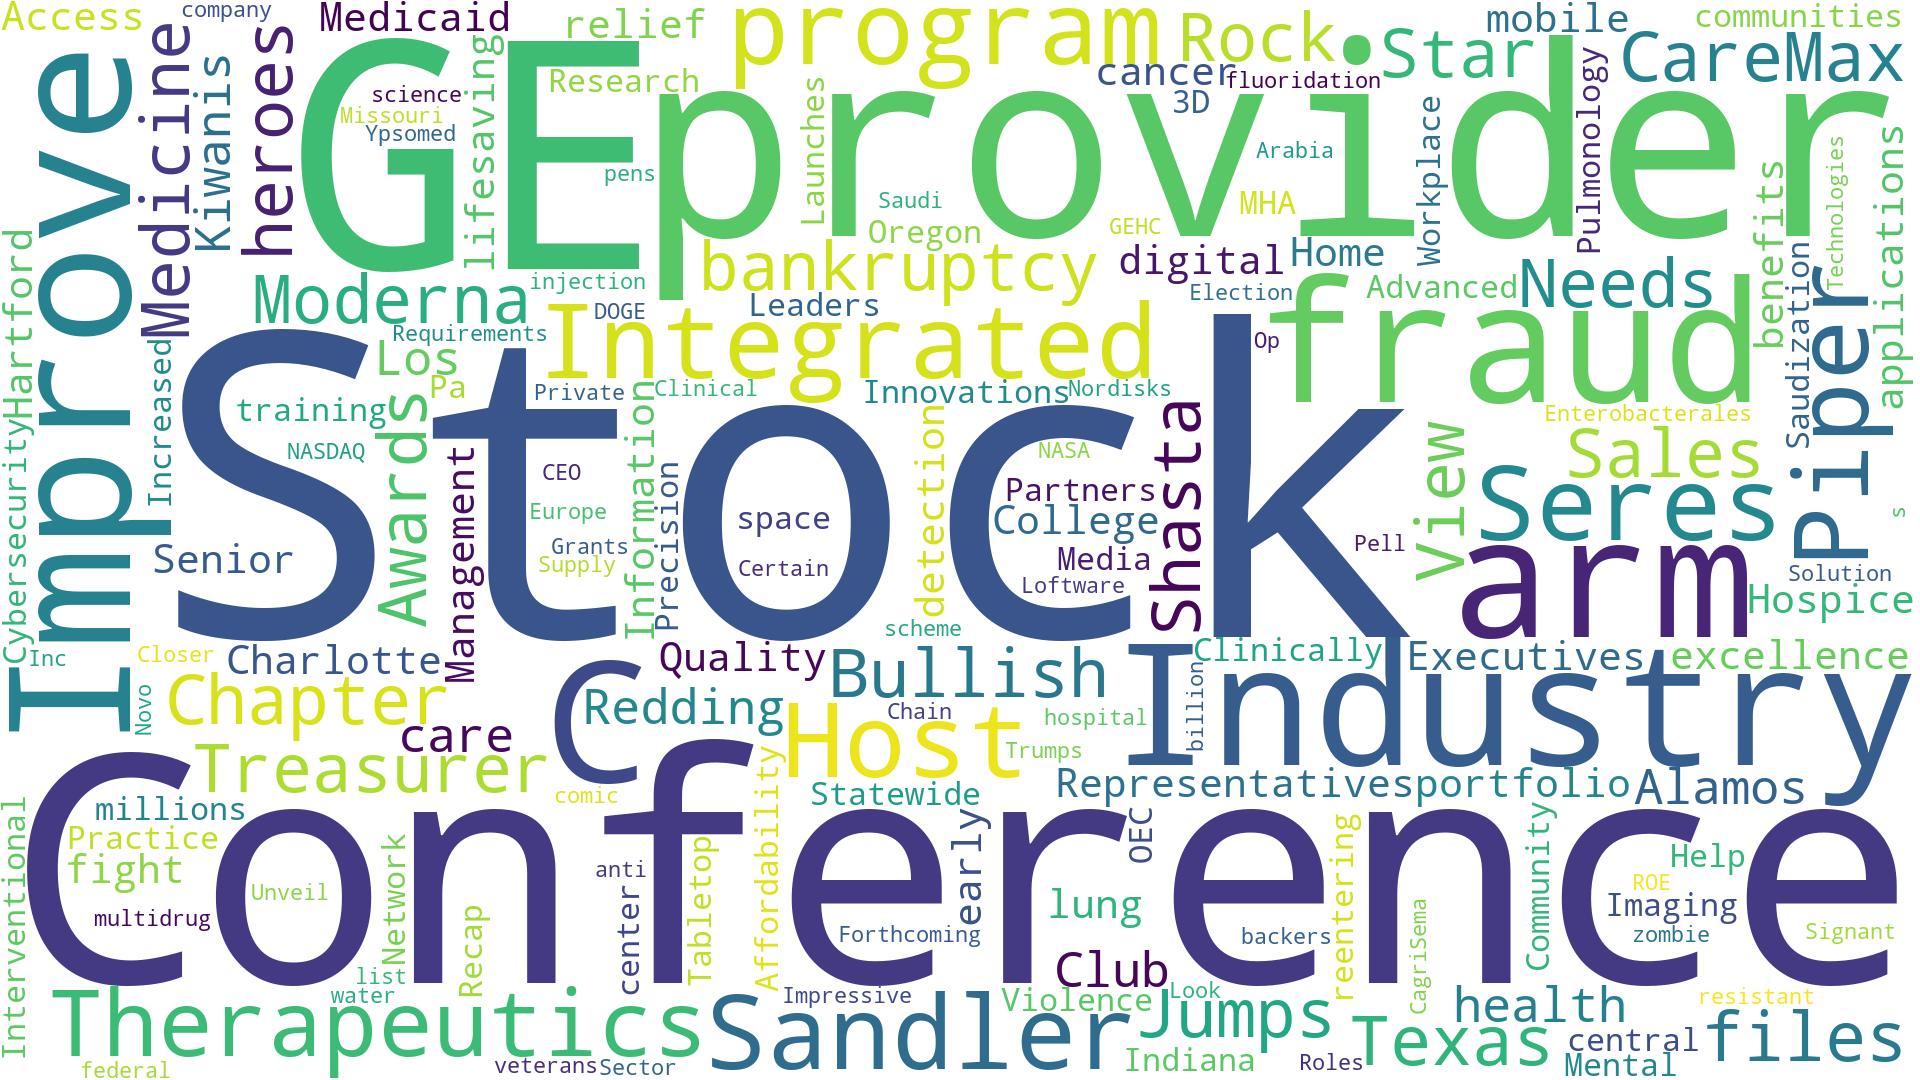 Access
company
Medicaid
relief
program
Rock
mobile
communities
Improve
Medicine
Kiwanis
heroes
GE
lifesaving
Research
science
Missouri
Ypsomed
pens
provider
Launches
cancer
fluoridation
3D
Star
CareMax
Pulmonology
Workplace
Arabia
Saudi
MHA
GEHC
Oregon
bankruptcy
digital
Home
benefits
Technologies
applications
Moderna
injection
Leaders
DOGE
Election
Advanced
Needs
Saudization
Hartford
Cybersecurity
Increased
Requirements
Los
Pa
Integrated
Op
fraud
Piper
Stock
training
NASDAQ
Awards
Management
Private
Clinical
Innovations
Nordisks
CEO
Europe
Grants
Supply
Information
Precision
space
Certain
detection
NASA
Partners
College
Media
Loftware
Shasta
Pell
View
Enterobacterales
Sales
Seres
s
arm
Solution
Hospice
Senior
scheme
Inc
Closer
Charlotte
Quality
Bullish
Clinically
Executives
excellence
Novo
Chapter
care
C
Redding
Chain
Host
hospital
Trumps
billion
Industry
Treasurer
comic
Statewide
Representatives
portfolio
Alamos
millions
Practice
fight
Conference
Interventional
multidrug
Unveil
Network
Recap
list
water
anti
center
Tabletop
Affordability
early
Forthcoming
OEC
lung
Club
backers
reentering
CagriSema
Community
Help
ROE
Imaging
zombie
Signant
Therapeutics
federal
veterans
Sector
Sandler
Impressive
Violence
Look
Jumps
Indiana
Roles
Texas
health
central
Mental
resistant
files